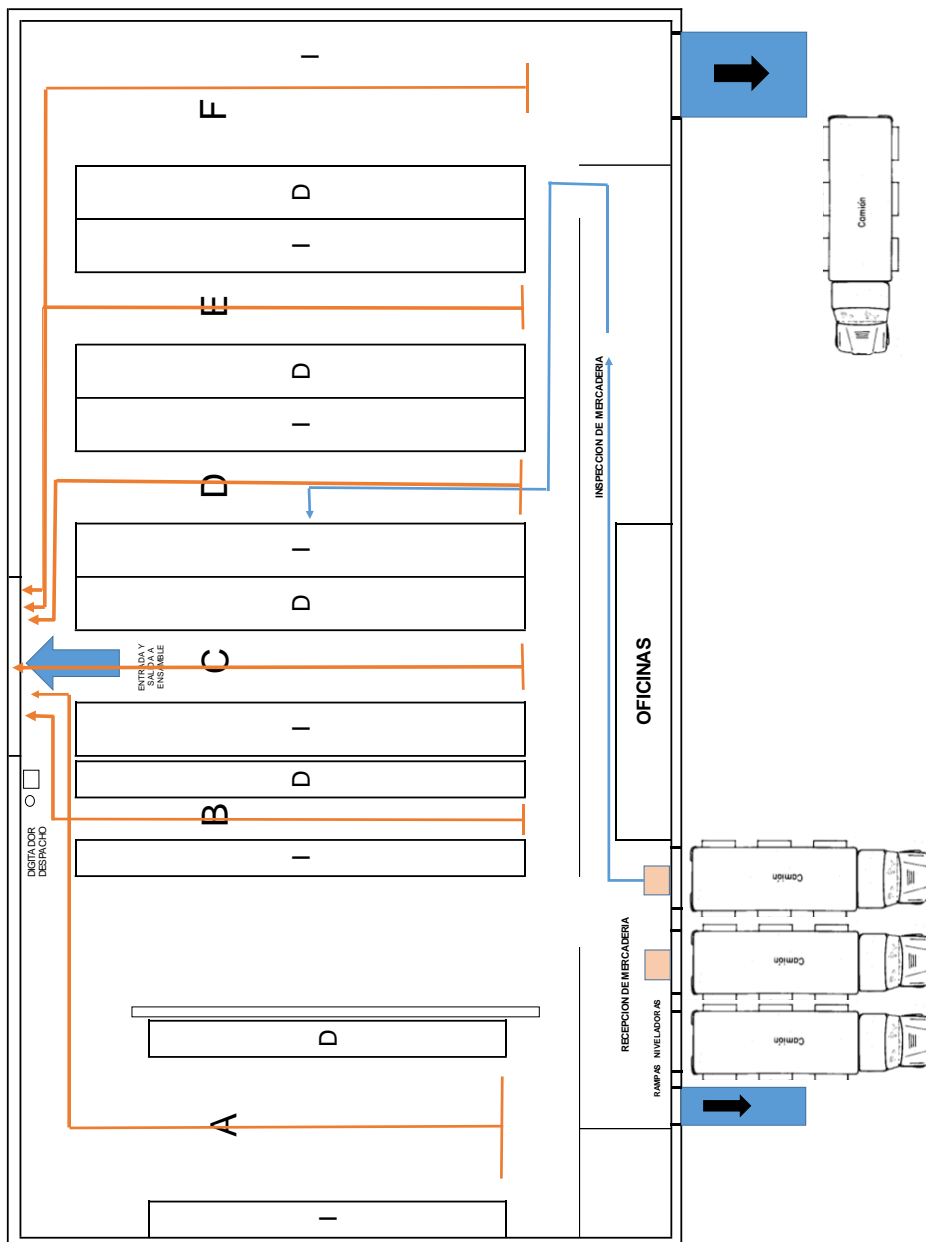 I
F
D
I
Camión
E
D
INSPECCION DE MERCADERIA
I
D
I
D
ENTRADA Y
SALIDA A
ENSAMBLE
C
OFICINAS
I
D
DIGITADOR
DESPACHO
B
I
Camión
RECEPCION DE MERCADERIA
Camión
D
RAMPAS NIVELADORAS
Camión
A
I